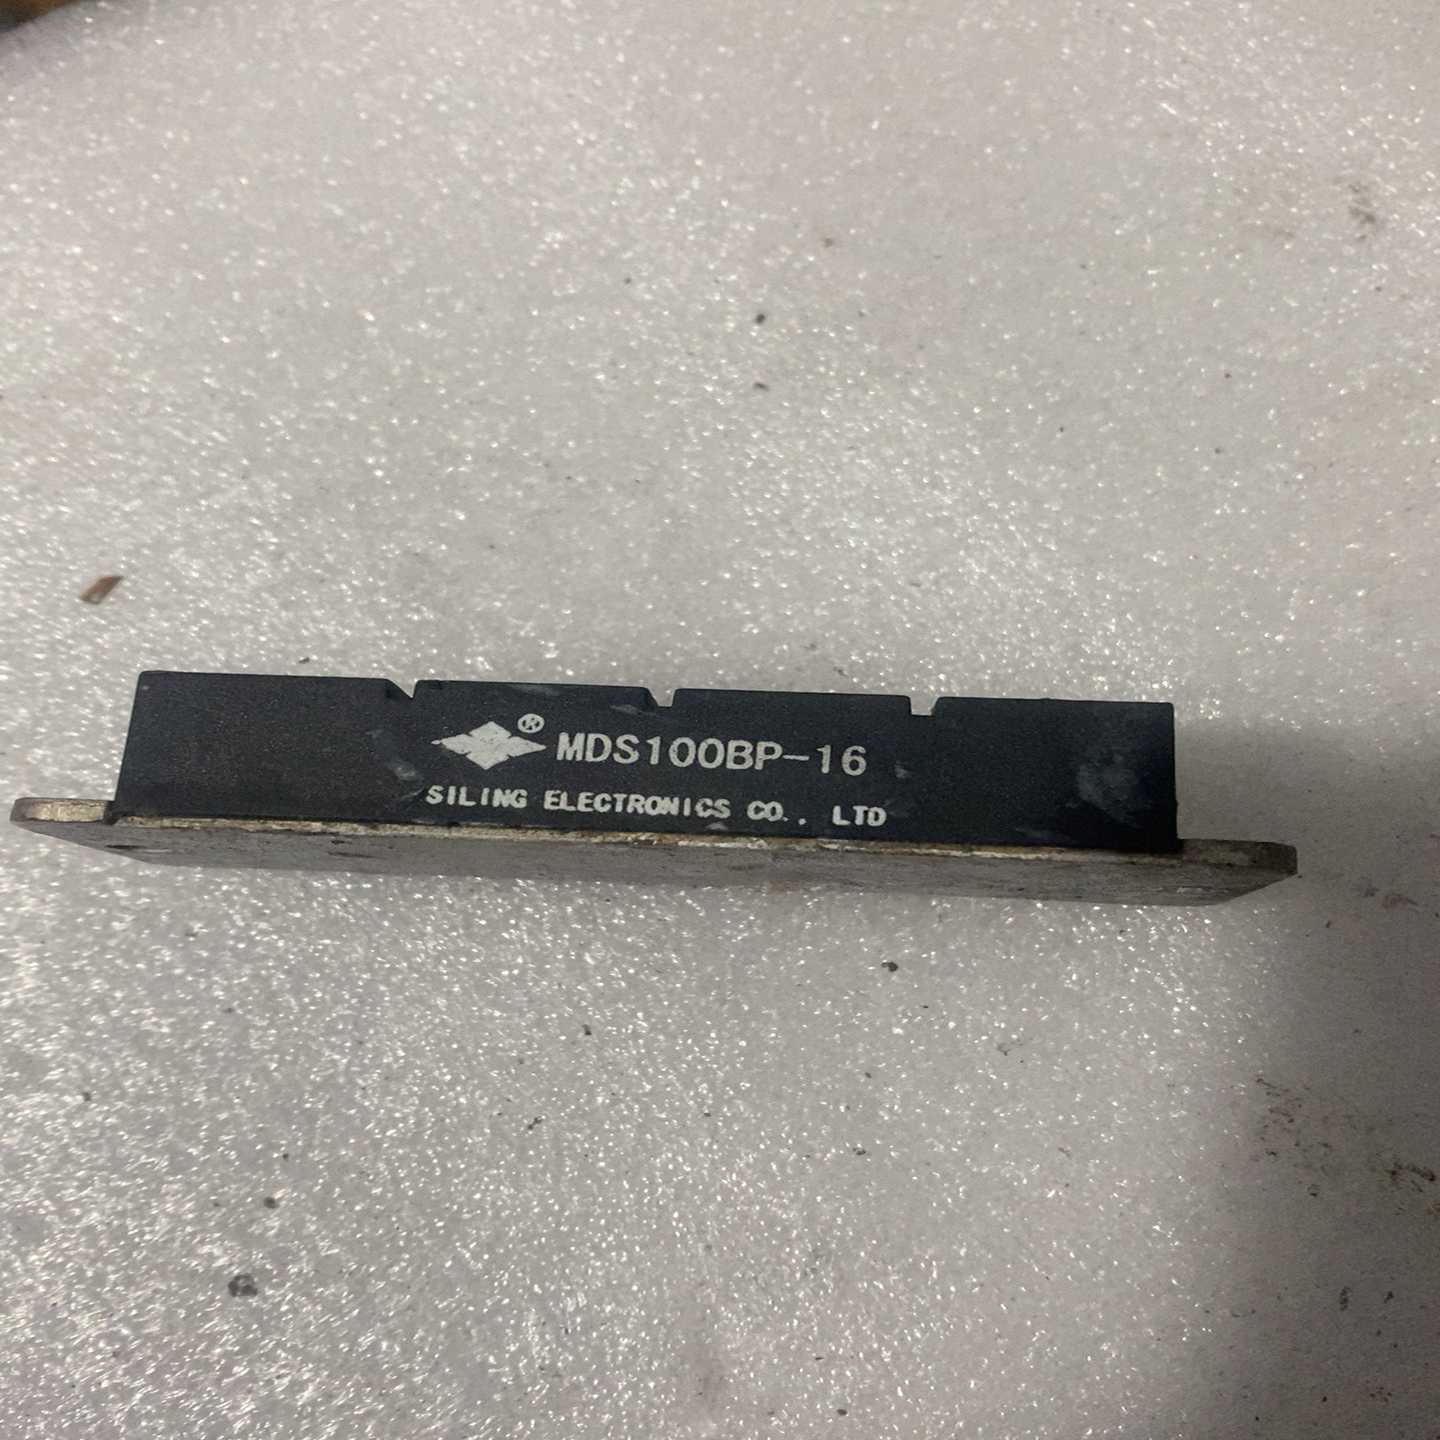 ® MDS100BP-16
SILING ELECTRONICS CO., LTD